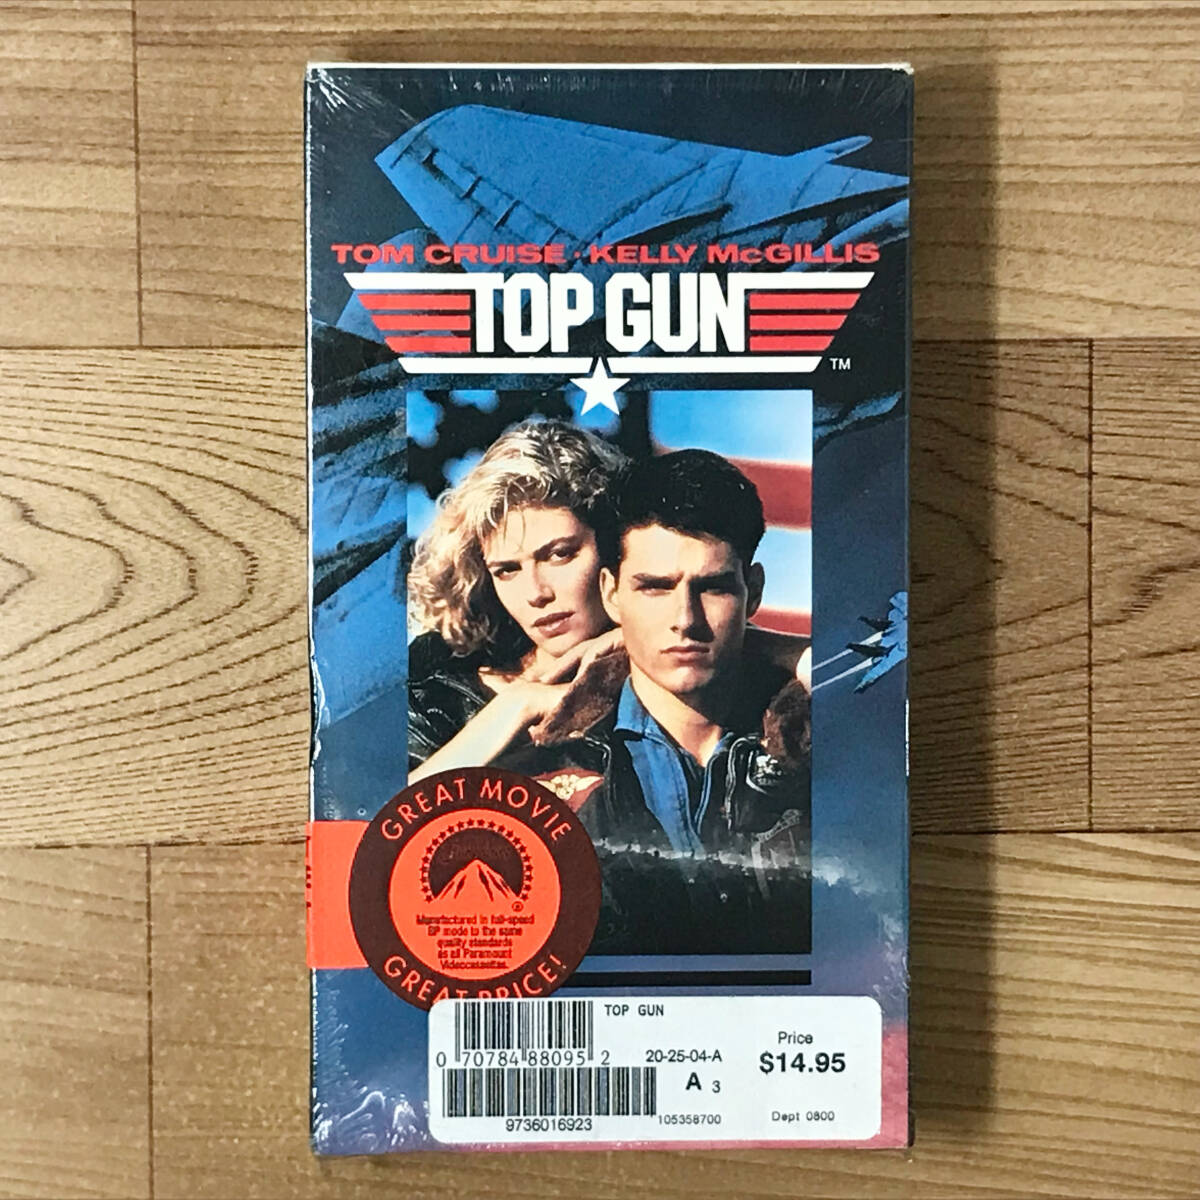 TOM CRUISE · KELLY McGILLIS
TOP GUN
TM
GREAT MOVIE
®
Manufactured in full-speed
SP mode to the same
quality standards
as all Paramount
Videocassettes.
GREAT PRICE!
TOP GUN
0 70784 88095 2
20-25-04-A
A 3
Price
$14.95
9736016923
105358700
Dept 0800